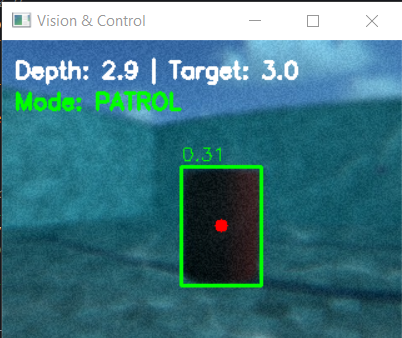 Vision & Control
Depth: 2.9 | Target: 3.0
Mode: PATROL
0.31